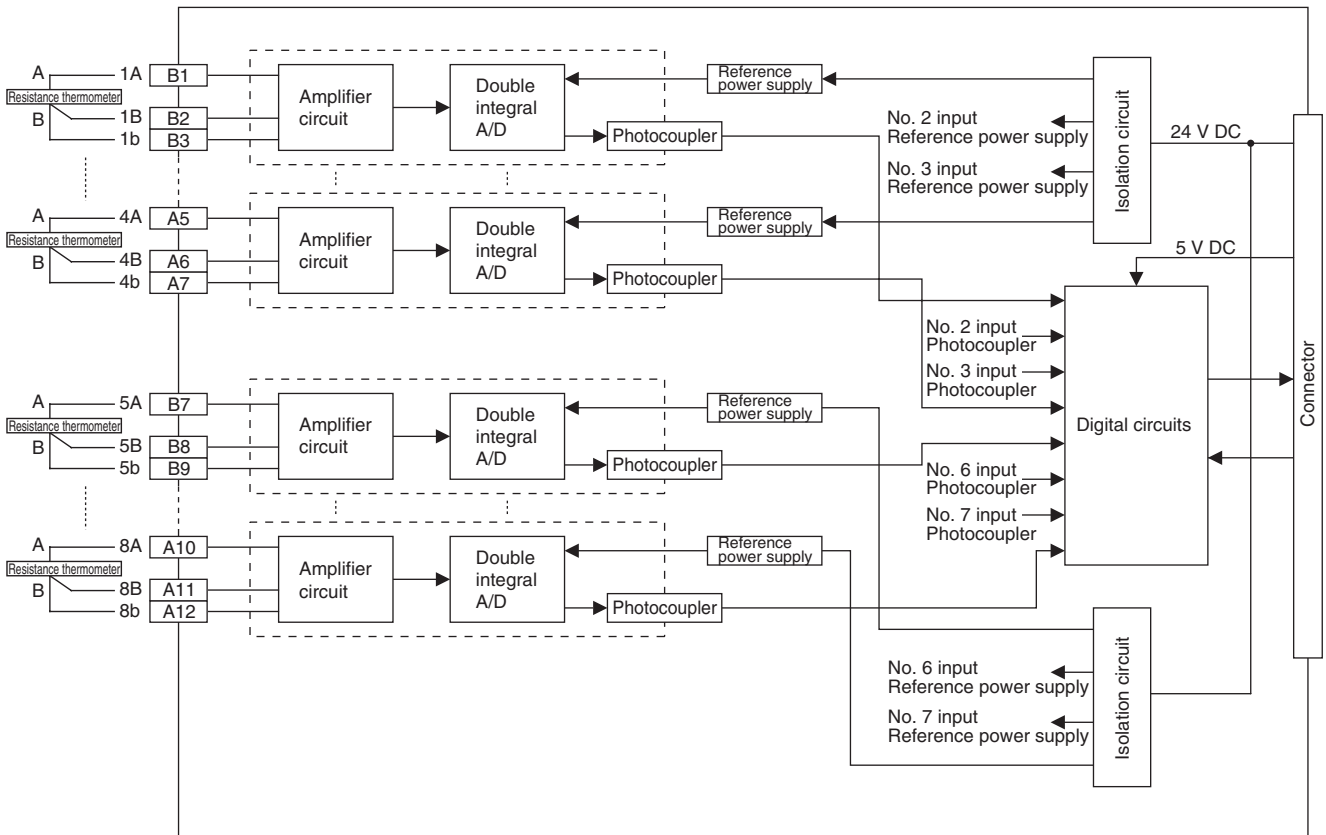 A
1A
B1
Resistance thermometer
B
1B
B2
1b
B3
Amplifier
circuit
Double
integral
A/D
Reference
power supply
Photocoupler
No. 2 input
Reference power supply
No. 3 input
Reference power supply
Isolation circuit
24 V DC
A
4A
A5
Resistance thermometer
B
4B
A6
4b
A7
Amplifier
circuit
Double
integral
A/D
Reference
power supply
Photocoupler
5 V DC
No. 2 input
Photocoupler
No. 3 input
Photocoupler
Digital circuits
Connector
A
5A
B7
Resistance thermometer
B
5B
B8
5b
B9
Amplifier
circuit
Double
integral
A/D
Reference
power supply
Photocoupler
No. 6 input
Photocoupler
No. 7 input
Photocoupler
A
8A
A10
Resistance thermometer
B
8B
A11
8b
A12
Amplifier
circuit
Double
integral
A/D
Reference
power supply
Photocoupler
No. 6 input
Reference power supply
No. 7 input
Reference power supply
Isolation circuit